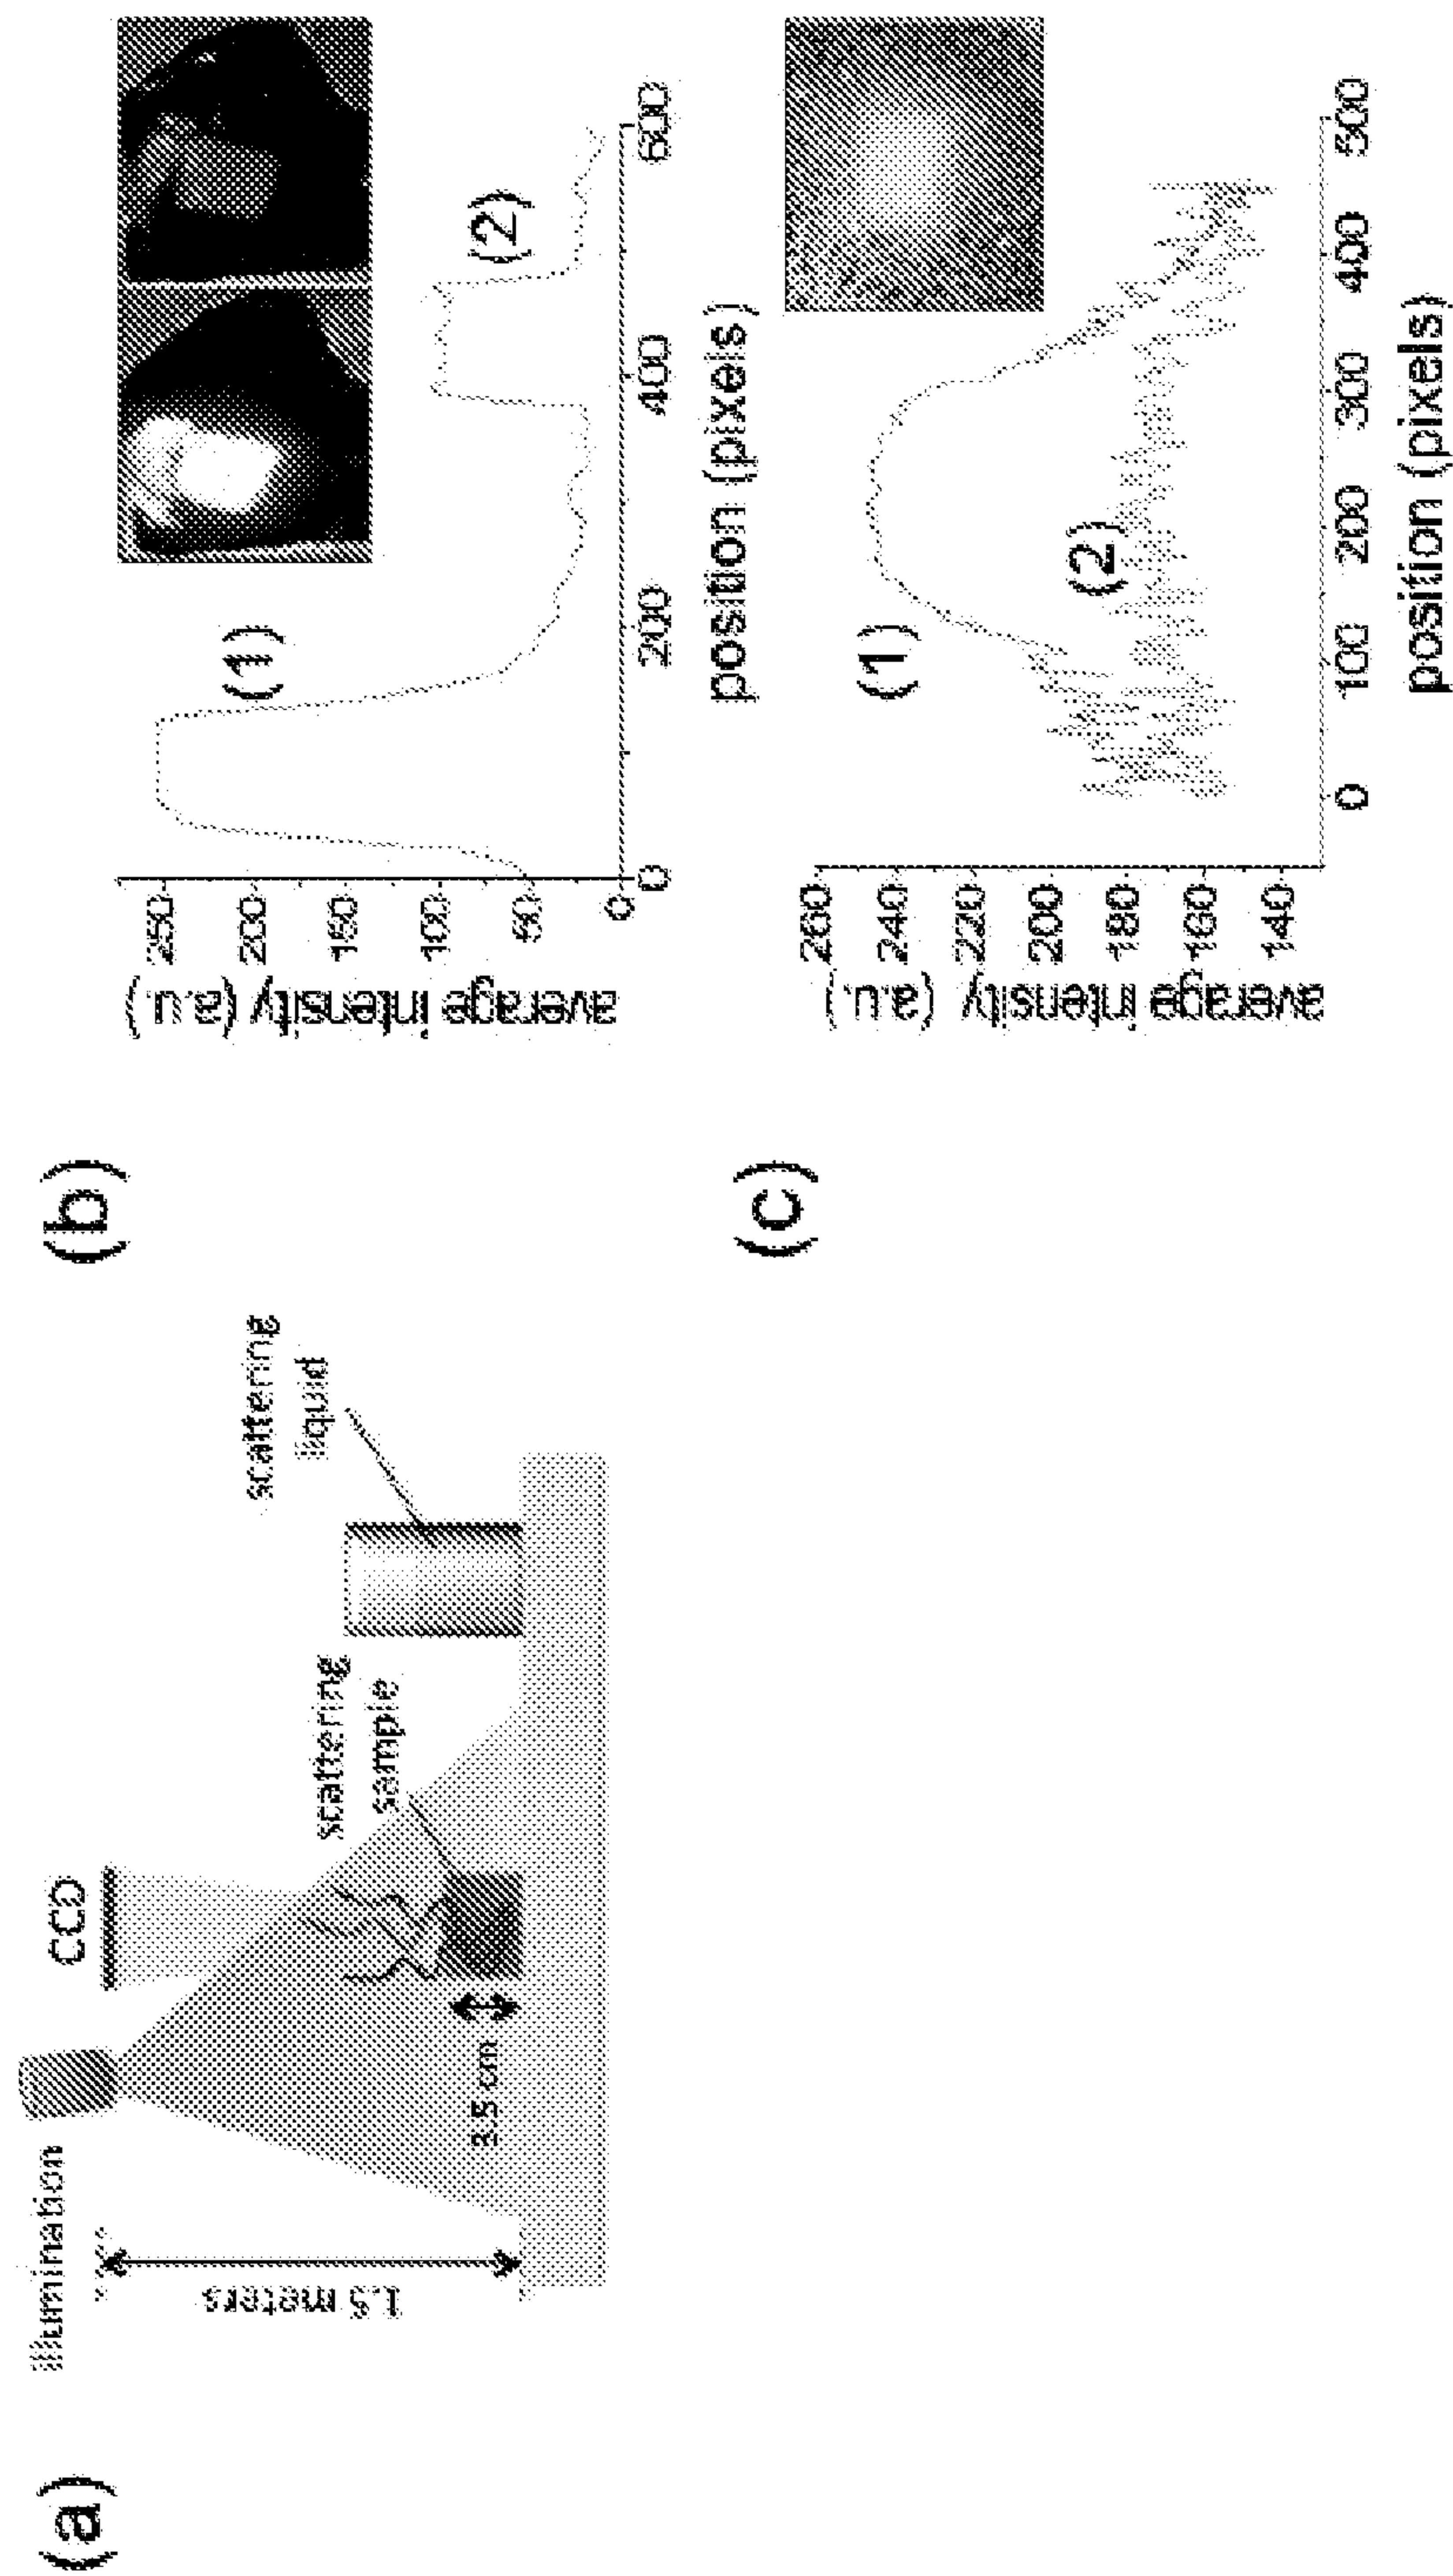 (a)
Illumination
CCD
1.5 meters
3.5 cm
scattering
sample
scattering
liquid
(b)
average intensity (a.u.)
250
200
150
100
50
0
(1)
(2)
0
200
400
600
position (pixels)
(c)
average intensity (a.u.)
260
240
220
200
180
160
140
(1)
(2)
0
100
200
300
400
500
position (pixels)